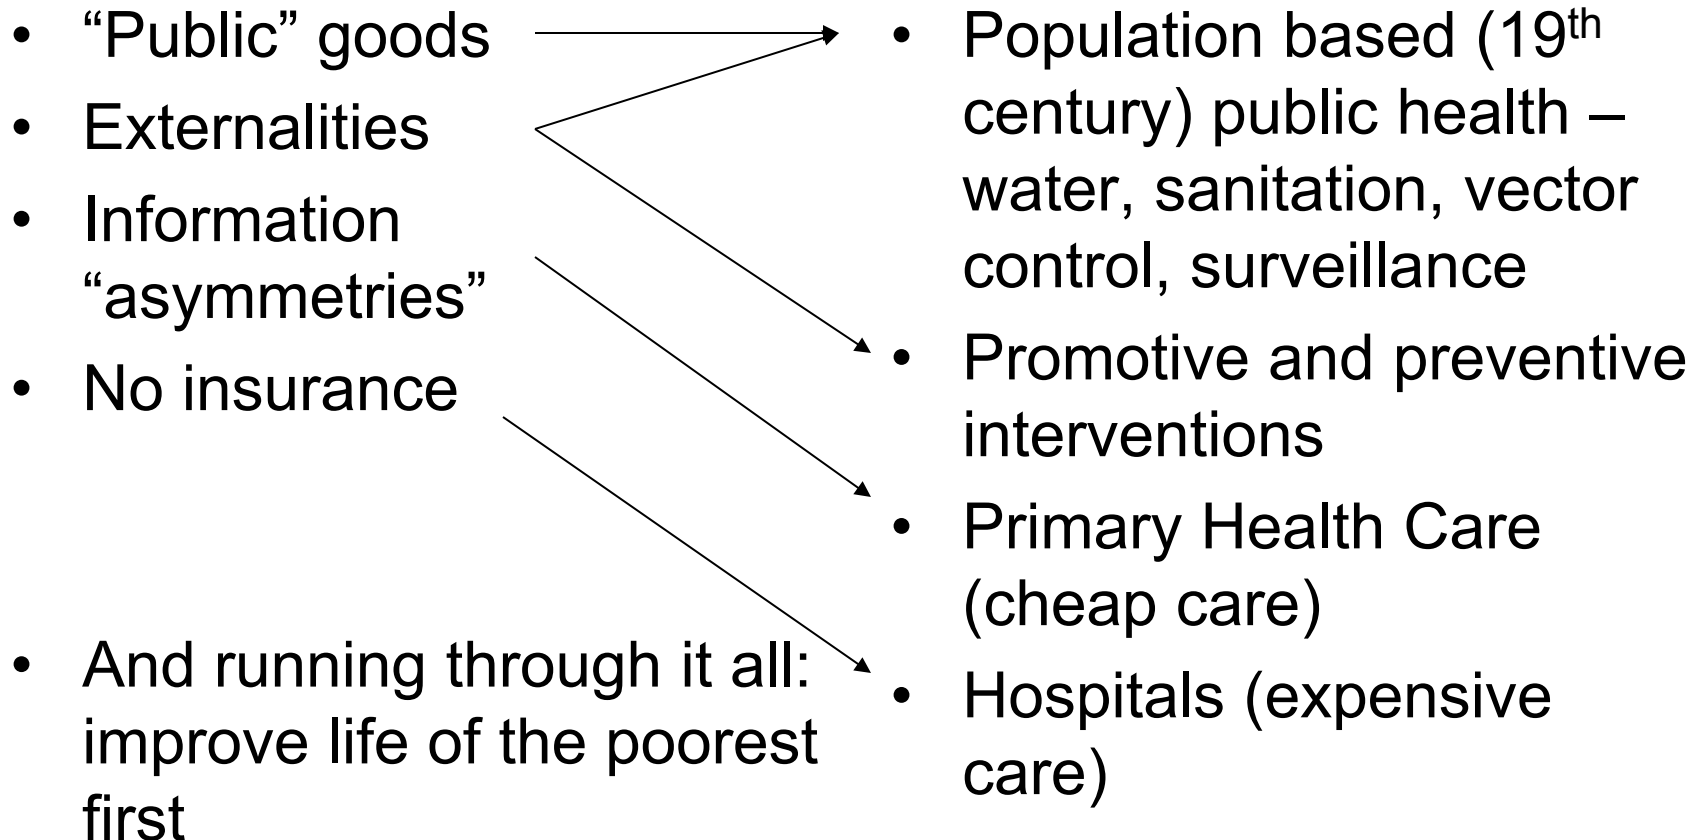 • “Public” goods
• Externalities
• Information
“asymmetries”
• No insurance
• And running through it all:
improve life of the poorest
first
• Population based (19th
century) public health –
water, sanitation, vector
control, surveillance
• Promotive and preventive
interventions
• Primary Health Care
(cheap care)
• Hospitals (expensive
care)